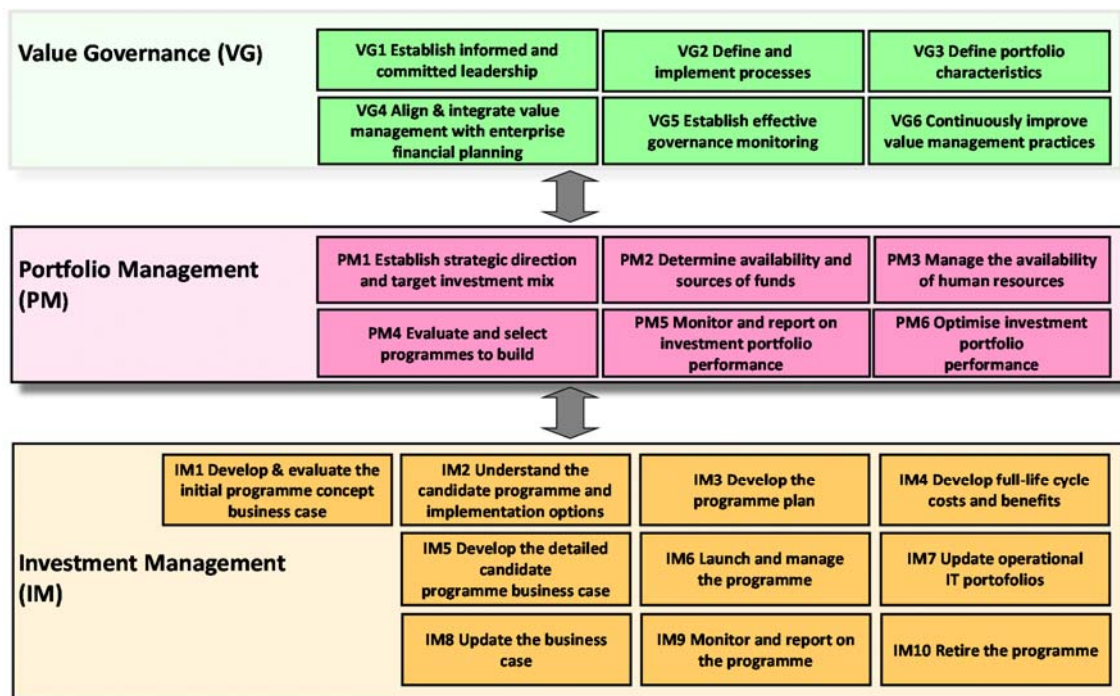 Value Governance (VG)
VG1 Establish informed and
committed leadership
VG2 Define and
implement processes
VG3 Define portfolio
characteristics
VG4 Align & integrate value
management with enterprise
financial planning
VG5 Establish effective
governance monitoring
VG6 Continuously improve
value management practices
Portfolio Management
(PM)
PM1 Establish strategic direction
and target investment mix
PM2 Determine availability and
sources of funds
PM3 Manage the availability
of human resources
PM4 Evaluate and select
programmes to build
PM5 Monitor and report on
investment portfolio
performance
PM6 Optimise investment
portfolio
performance
Investment Management
(IM)
IM1 Develop & evaluate the
initial programme concept
business case
IM2 Understand the
candidate programme and
implementation options
IM3 Develop the
programme plan
IM4 Develop full-life cycle
costs and benefits
IM5 Develop the detailed
candidate
programme business case
IM6 Launch and manage
the programme
IM7 Update operational
IT portofolios
IM8 Update the business
case
IM9 Monitor and report on
the programme
IM10 Retire the programme